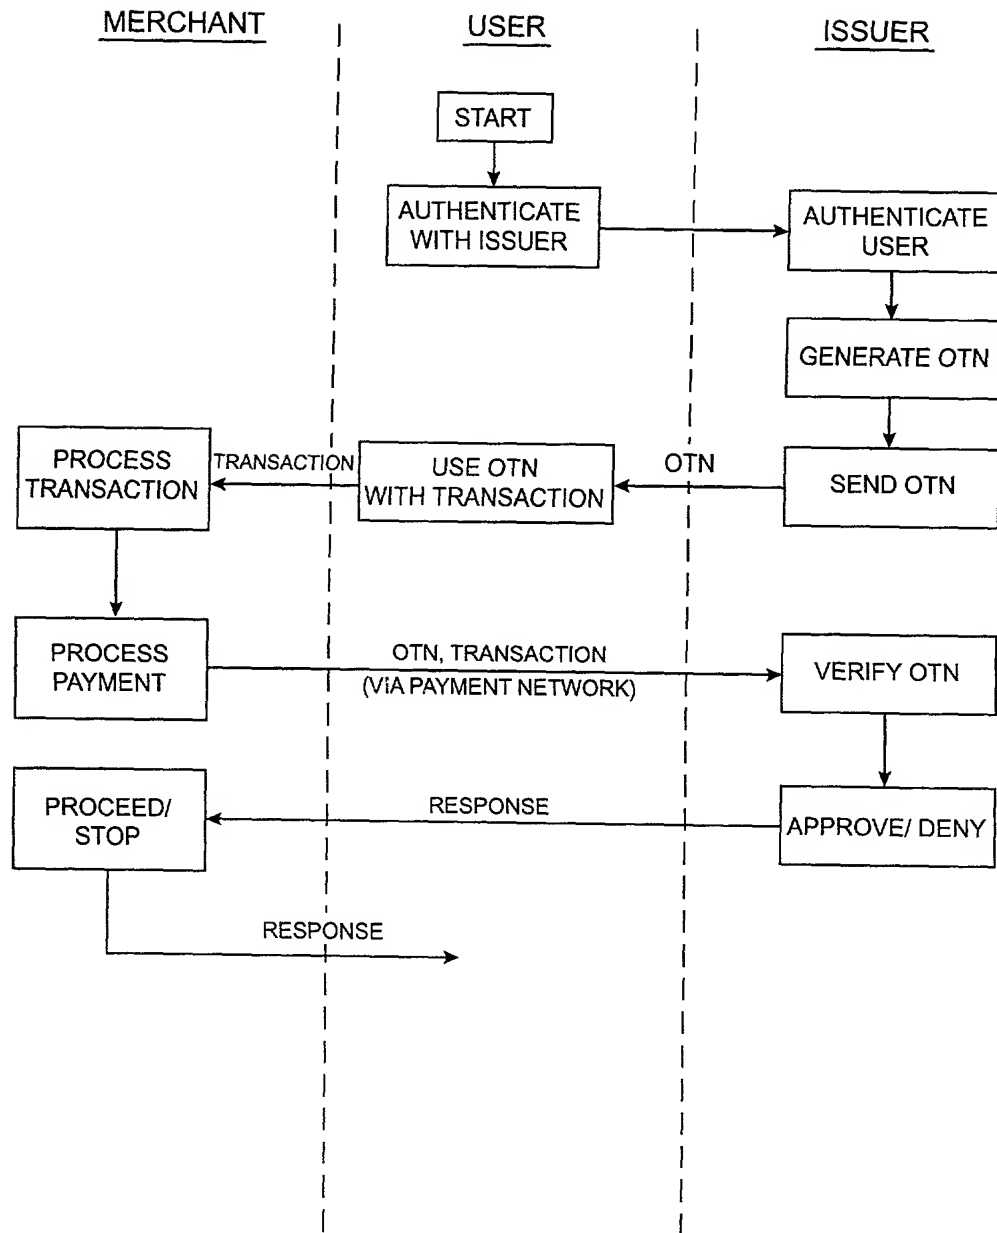 MERCHANT
USER
ISSUER
START
AUTHENTICATE
WITH ISSUER
AUTHENTICATE
USER
GENERATE OTN
PROCESS
TRANSACTION
TRANSACTION
USE OTN
WITH TRANSACTION
OTN
SEND OTN
PROCESS
PAYMENT
OTN, TRANSACTION
(ViA PAYMENT NETWORK)
VERIFY OTN
PROCEED/
STOP
RESPONSE
APPROVE/ DENY
RESPONSE